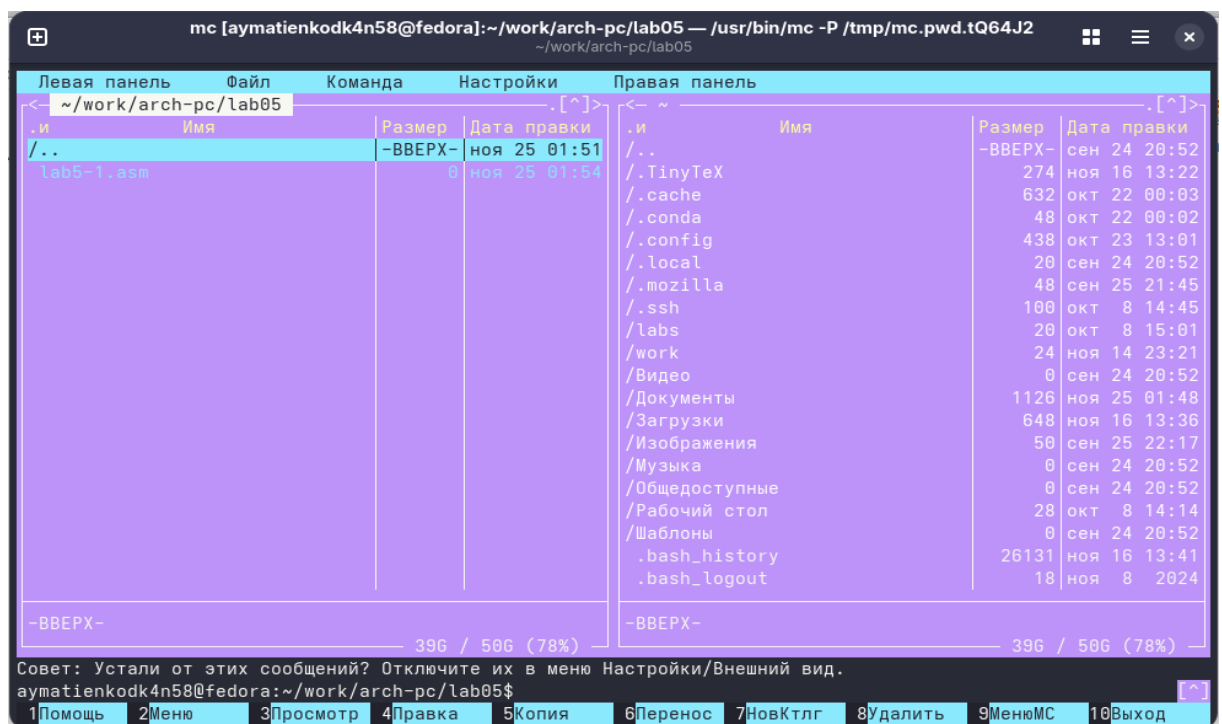 mc [aymatienkodk4n58@fedora]:~/work/arch-pc/lab05 — /usr/bin/mc -P /tmp/mc.pwd.tQ64J2
~/work/arch-pc/lab05
Левая панель Файл Команда Настройки Правая панель
<— ~/work/arch-pc/lab05 .[^]>
.и Имя Размер Дата правки
/.. -ВВЕРХ- ноя 25 01:51
lab5-1.asm 0 ноя 25 01:54
-ВВЕРХ-
39G / 50G (78%)
<— ~ .[^]>
.и Имя Размер Дата правки
/.. -ВВЕРХ- сен 24 20:52
/.TinyTeX 274 ноя 16 13:22
/.cache 632 окт 22 00:03
/.conda 48 окт 22 00:02
/.config 438 окт 23 13:01
/.local 20 сен 24 20:52
/.mozilla 48 сен 25 21:45
/.ssh 100 окт 8 14:45
/labs 20 окт 8 15:01
/work 24 ноя 14 23:21
/Видео 0 сен 24 20:52
/Документы 1126 ноя 25 01:48
/Загрузки 648 ноя 16 13:36
/Изображения 50 сен 25 22:17
/Музыка 0 сен 24 20:52
/Общедоступные 0 сен 24 20:52
/Рабочий стол 28 окт 8 14:14
/Шаблоны 0 сен 24 20:52
.bash_history 26131 ноя 16 13:41
.bash_logout 18 ноя 8 2024
-ВВЕРХ-
39G / 50G (78%)
Совет: Устали от этих сообщений? Отключите их в меню Настройки/Внешний вид.
aymatienkodk4n58@fedora:~/work/arch-pc/lab05$ [^]
1Помощь 2Меню 3Просмотр 4Правка 5Копия 6Перенос 7НовКтлг 8Удалить 9МенюMC 10Выход